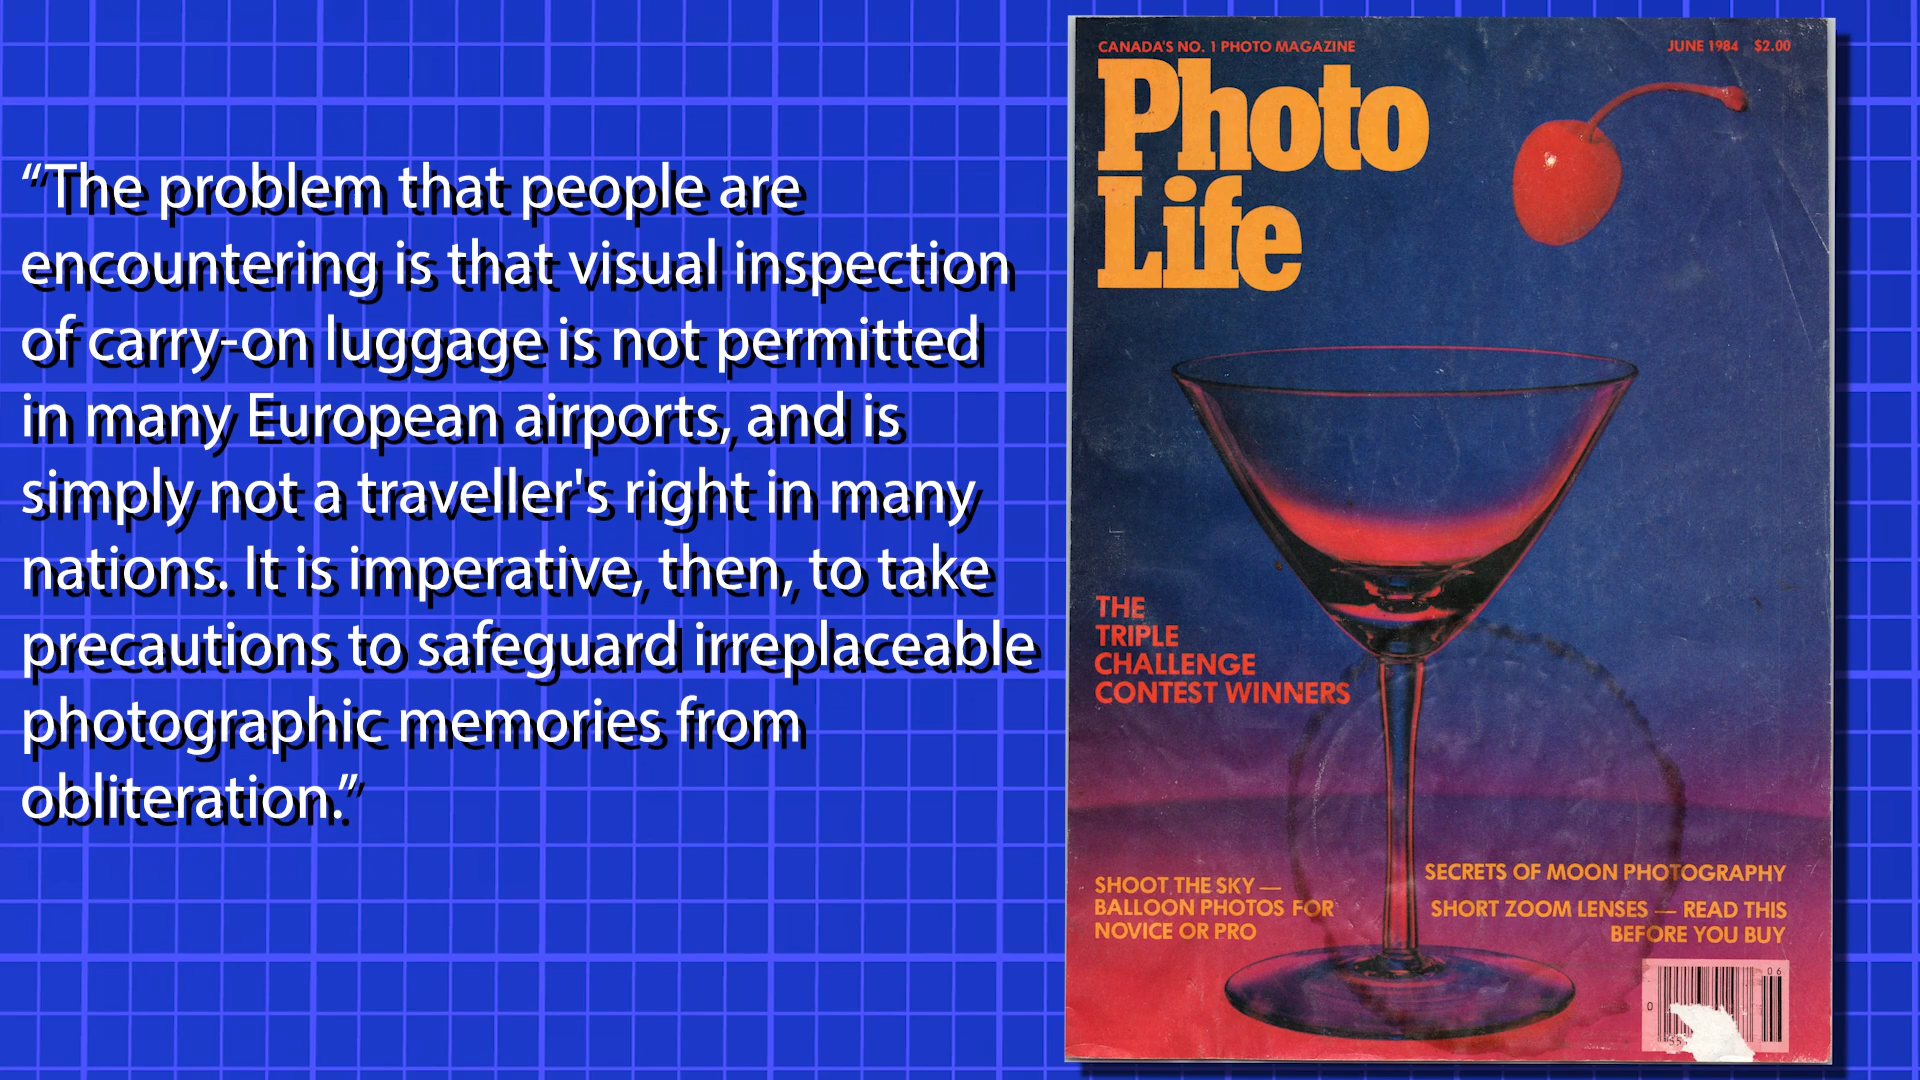 “The problem that people are
encountering is that visual inspection
of carry-on luggage is not permitted
in many European airports, and is
simply not a traveller's right in many
nations. It is imperative, then, to take
precautions to safeguard irreplaceable
photographic memories from
obliteration.”
CANADA'S NO. 1 PHOTO MAGAZINE
JUNE 1984 $2.00
Photo
Life
THE
TRIPLE
CHALLENGE
CONTEST WINNERS
SHOOT THE SKY —
BALLOON PHOTOS FOR
NOVICE OR PRO
SECRETS OF MOON PHOTOGRAPHY
SHORT ZOOM LENSES — READ THIS
BEFORE YOU BUY
06
0